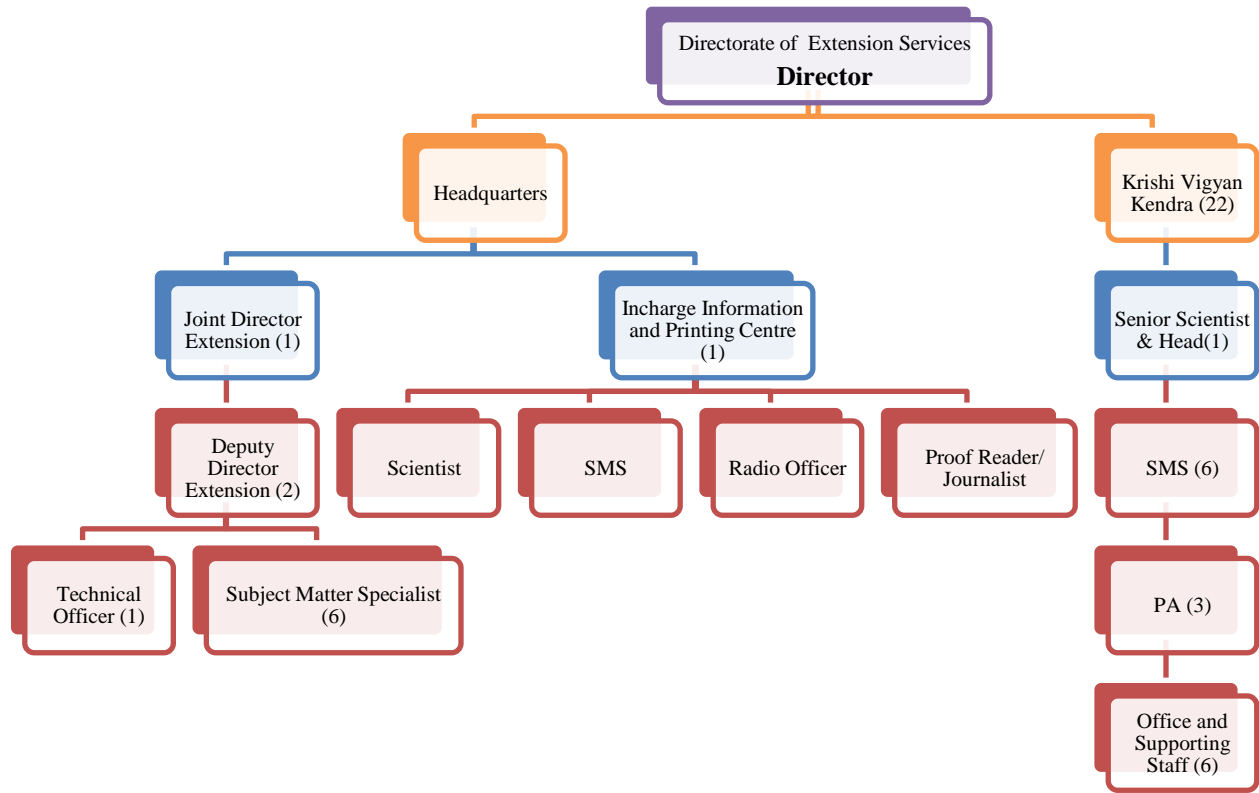 Directorate of Extension Services
Director
Headquarters
Krishi Vigyan
Kendra (22)
Joint Director
Extension (1)
Incharge Information
and Printing Centre
(1)
Senior Scientist
& Head(1)
Deputy
Director
Extension (2)
Scientist
SMS
Radio Officer
Proof Reader/
Journalist
SMS (6)
Technical
Officer (1)
Subject Matter Specialist
(6)
PA (3)
Office and
Supporting
Staff (6)